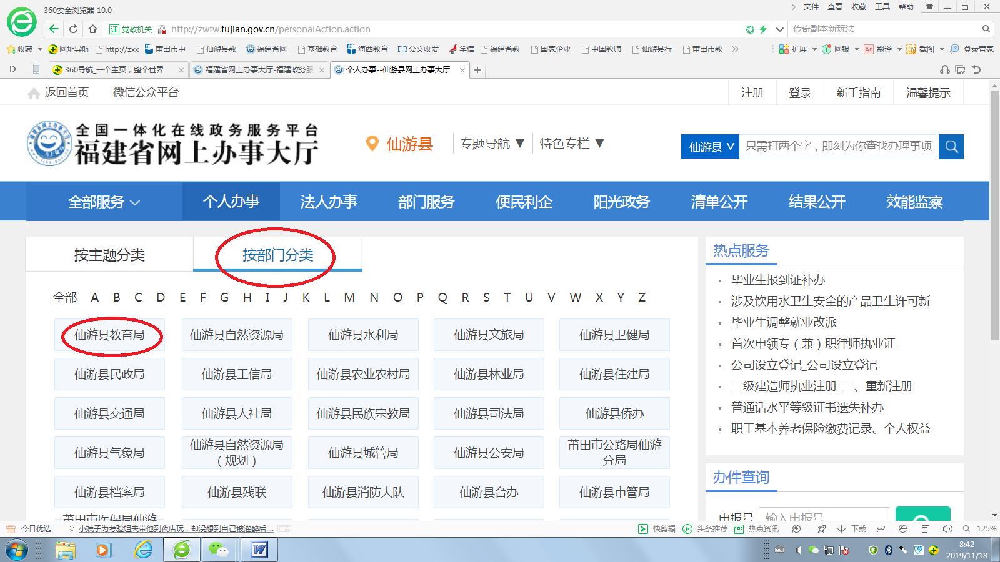 360安全浏览器 10.0
文件 查看 收藏 工具 帮助
证 党政机关 http://zwfw.fujian.gov.cn/personalAction.action 传奇副本新玩法
收藏 网址导航 http://zxx 莆田市中 仙游县教 福建省网 基础教育 海西教育 公文收发 学信 福建省教 国家企业 中国教师 仙游县行 莆田市教 扩展 网银 翻译 截图 登录管家
360导航_一个主页，整个世界 福建省网上办事大厅-福建政务服 个人办事--仙游县网上办事大厅
返回首页 微信公众平台 注册 登录 新手指南 温馨提示
全国一体化在线政务服务平台
福建省网上办事大厅
仙游县 专题导航 ▼ 特色专栏 ▼ 仙游县 只需打两个字，即刻为你查找办理事项
全部服务 个人办事 法人办事 部门服务 便民利企 阳光政务 清单公开 结果公开 效能监察
按主题分类 按部门分类
全部 A B C D E F G H I J K L M N O P Q R S T U V W X Y Z
仙游县教育局 仙游县自然资源局 仙游县水利局 仙游县文旅局 仙游县卫健局
仙游县民政局 仙游县工信局 仙游县农业农村局 仙游县林业局 仙游县住建局
仙游县交通局 仙游县人社局 仙游县民族宗教局 仙游县司法局 仙游县侨办
仙游县气象局 仙游县自然资源局（规划） 仙游县城管局 仙游县公安局 莆田市公路局仙游分局
仙游县档案局 仙游县残联 仙游县消防大队 仙游县台办 仙游县市管局
莆田市医保局仙游
热点服务
毕业生报到证补办
涉及饮用水卫生安全的产品卫生许可新
毕业生调整就业改派
首次申领专（兼）职律师执业证
公司设立登记_公司设立登记
二级建造师执业注册_二、重新注册
普通话水平等级证书遗失补办
职工基本养老保险缴费记录、个人权益
办件查询
申报号 输入申报号
今日优选 小姨子为考验姐夫带他到夜店玩，却没想到自己被灌醉后.... 广告 快剪辑 头条推荐 热点资讯 下载 125%
8:42
2019/11/18